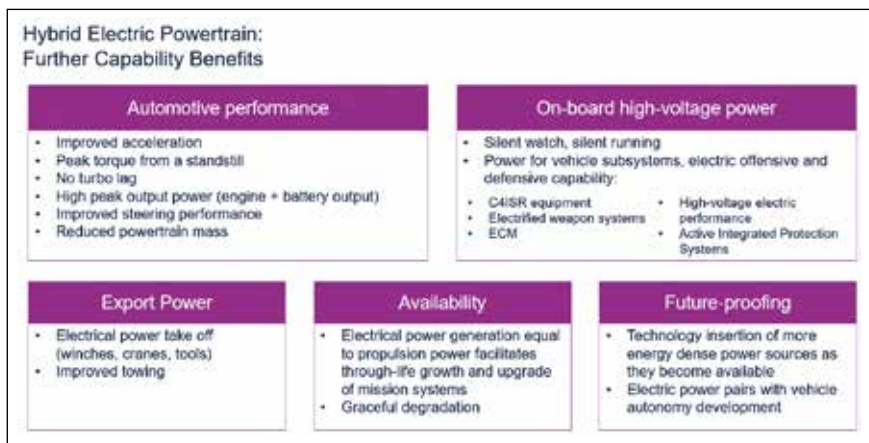 Hybrid Electric Powertrain:
Further Capability Benefits
Automotive performance
• Improved acceleration
• Peak torque from a standstill
• No turbo lag
• High peak output power (engine + battery output)
• Improved steering performance
• Reduced powertrain mass
On-board high-voltage power
• Silent watch, silent running
• Power for vehicle subsystems, electric offensive and
defensive capability:
• C4ISR equipment
• Electrified weapon systems
• ECM
• High-voltage electric
performance
• Active Integrated Protection
Systems
Export Power
• Electrical power take off
(winches, cranes, tools)
• Improved towing
Availability
• Electrical power generation equal
to propulsion power facilitates
through-life growth and upgrade
of mission systems
• Graceful degradation
Future-proofing
• Technology insertion of more
energy dense power sources as
they become available
• Electric power pairs with vehicle
autonomy development